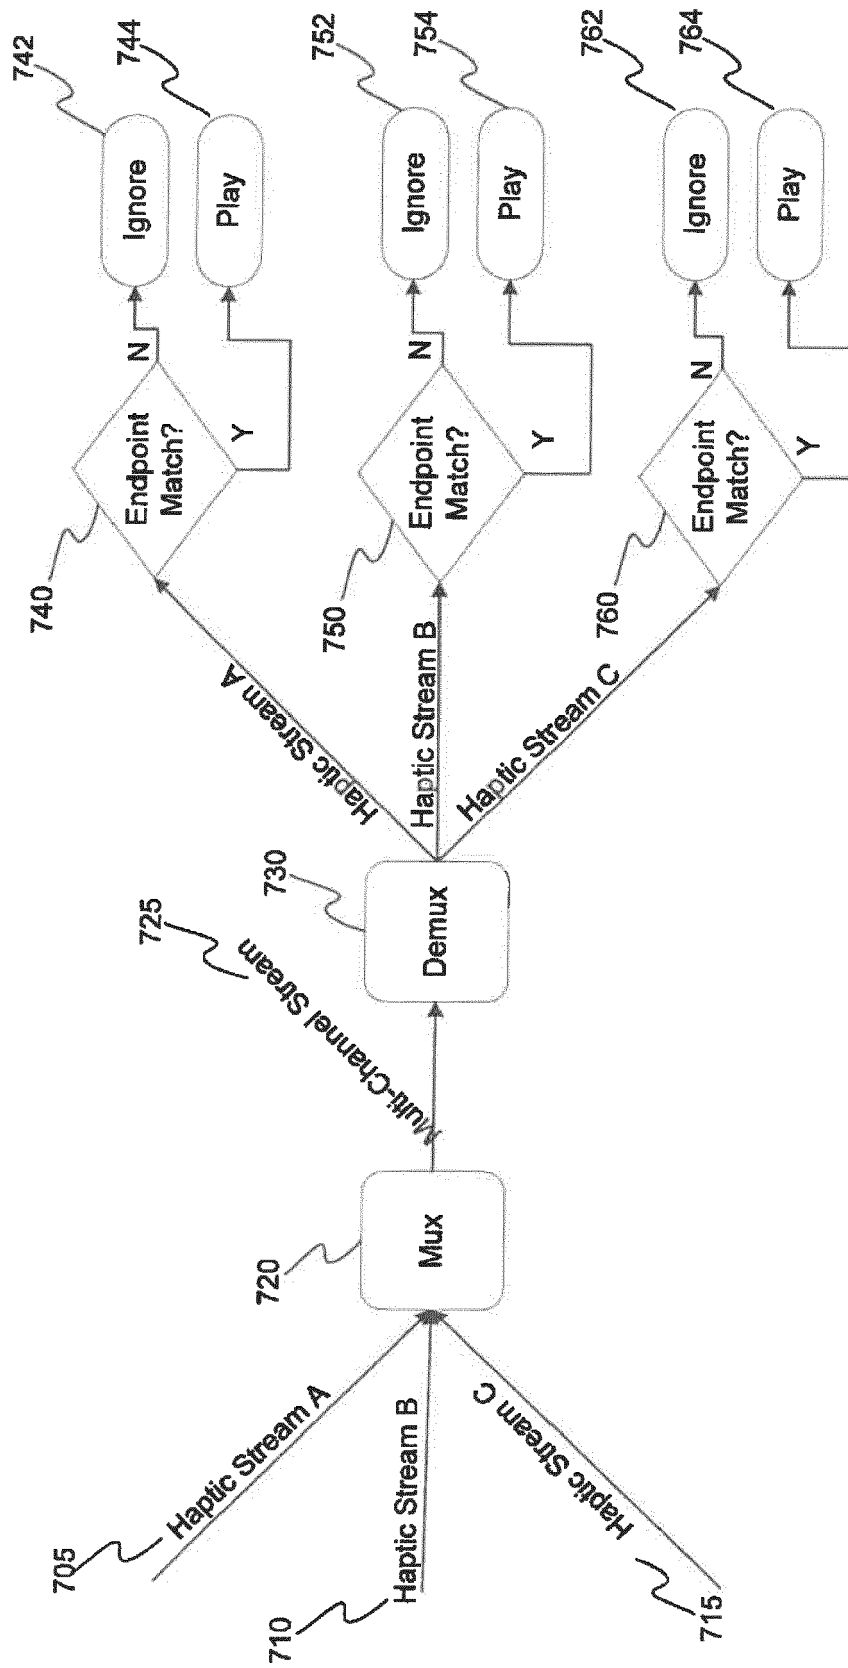 705
Haptic Stream A
710
Haptic Stream B
715
Haptic Stream C
720
Mux
725
Multi-Channel Stream
730
Demux
Haptic Stream A
Haptic Stream B
Haptic Stream C
740
Endpoint
Match?
N
Y
742
Ignore
744
Play
750
Endpoint
Match?
N
Y
752
Ignore
754
Play
760
Endpoint
Match?
N
Y
762
Ignore
764
Play